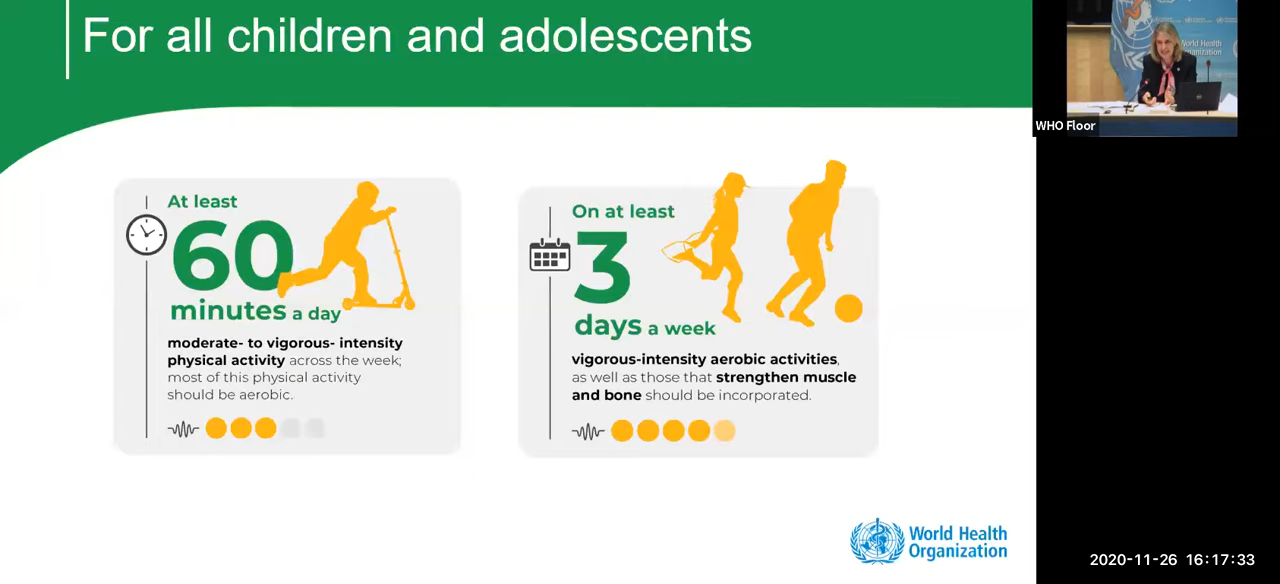 For all children and adolescents
At least
60
minutes a day
moderate- to vigorous- intensity
physical activity across the week;
most of this physical activity
should be aerobic.
On at least
3
days a week
vigorous-intensity aerobic activities,
as well as those that strengthen muscle
and bone should be incorporated.
World Health
Organization
World Health
Organization
WHO Floor
2020-11-26 16:17:33